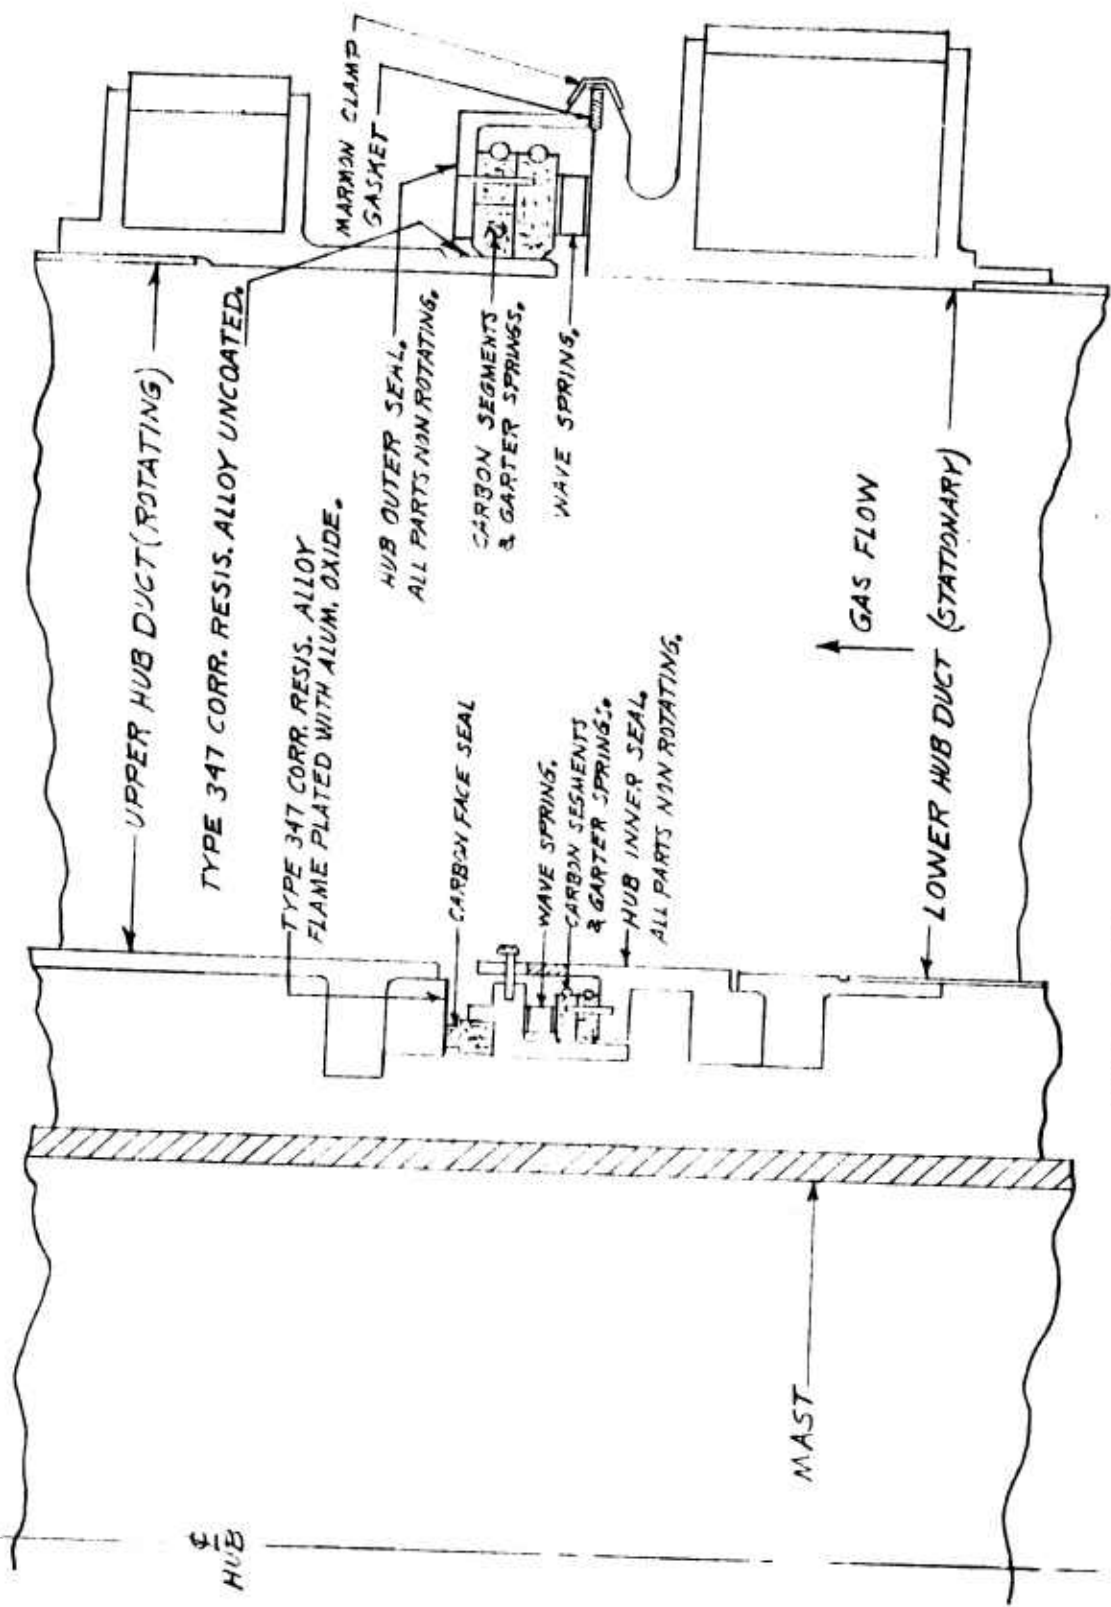 MARMON CLAMP
GASKET
UPPER HUB DUCT (ROTATING)
TYPE 347 CORR. RESIS. ALLOY UNCOATED.
TYPE 347 CORR. RESIS. ALLOY
FLAME PLATED WITH ALUM. OXIDE.
HUB OUTER SEAL.
ALL PARTS NON ROTATING.
CARBON SEGMENTS
& GARTER SPRINGS.
WAVE SPRING.
CARBON FACE SEAL
WAVE SPRING.
CARBON SEGMENTS
& GARTER SPRINGS.
HUB INNER SEAL.
ALL PARTS NON ROTATING.
GAS FLOW
LOWER HUB DUCT (STATIONARY)
MAST
℄
HUB